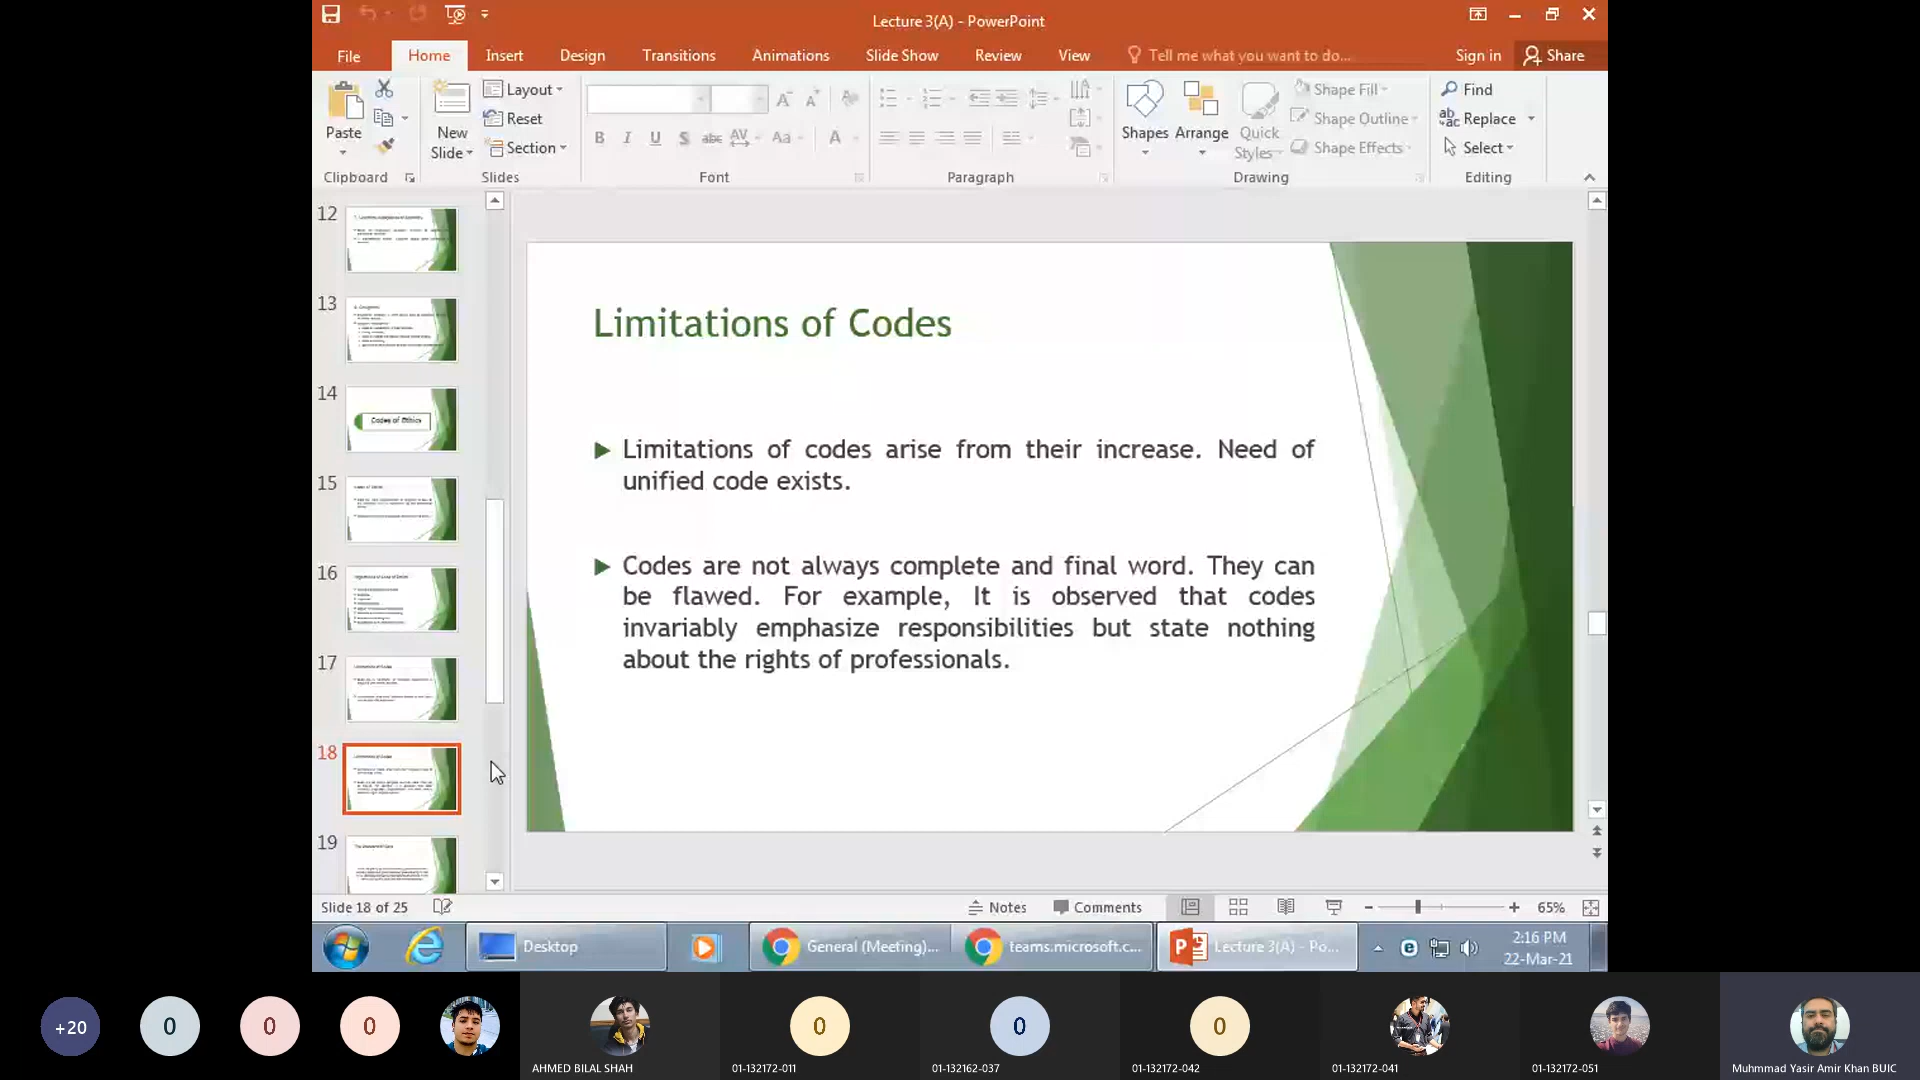 Lecture 3(A) - PowerPoint
File Home Insert Design Transitions Animations Slide Show Review View Tell me what you want to do... Sign in Share
Paste
New Slide
Layout
Reset
Section
Shapes Arrange Quick Styles
Shape Fill
Shape Outline
Shape Effects
Find
Replace
Select
Clipboard Slides Font Paragraph Drawing Editing
12
13
14
Codes of Ethics
15
16
17
18
19
Limitations of Codes
Limitations of codes arise from their increase. Need of
unified code exists.
Codes are not always complete and final word. They can
be flawed. For example, It is observed that codes
invariably emphasize responsibilities but state nothing
about the rights of professionals.
Slide 18 of 25 Notes Comments 65%
Desktop General (Meeting)... teams.microsoft.c... Lecture 3(A) - Po... 2:16 PM
22-Mar-21
+20 0 0 0 0 0 0
AHMED BILAL SHAH 01-132172-011 01-132162-037 01-132172-042 01-132172-041 01-132172-051 Muhmmad Yasir Amir Khan BUIC